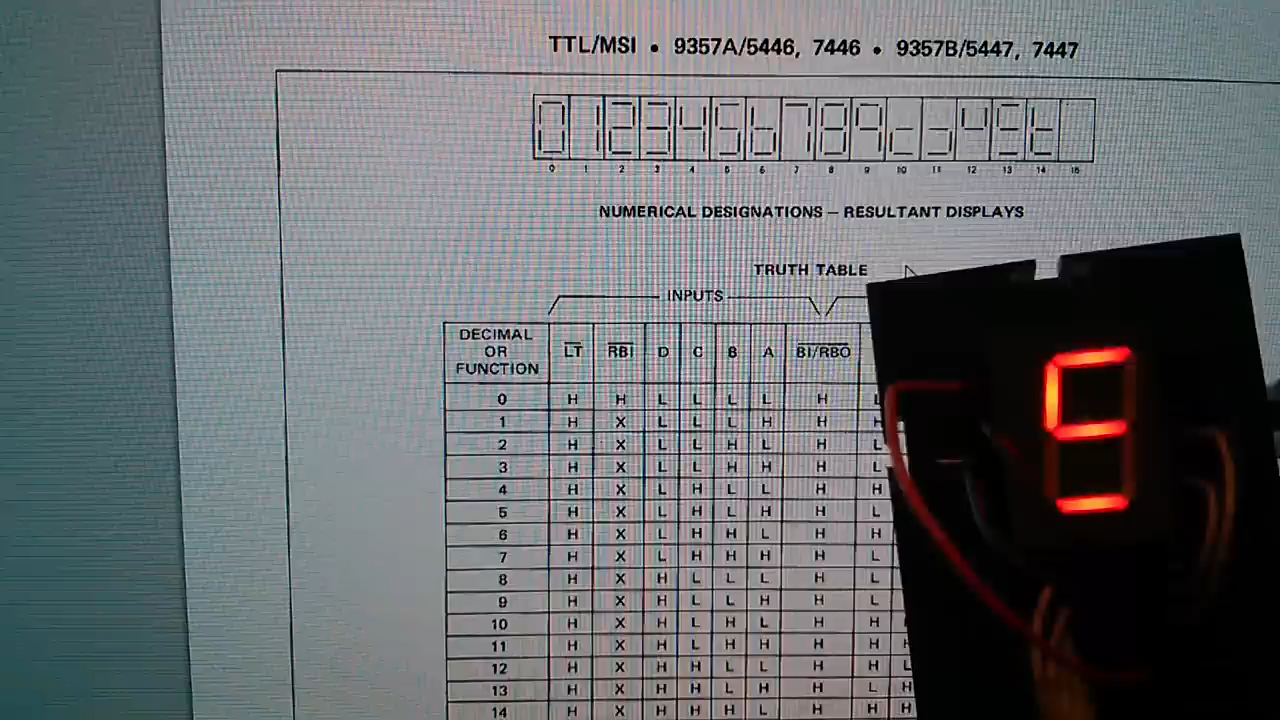 TTL/MSI • 9357A/5446, 7446 • 9357B/5447, 7447
0 1 2 3 4 5 6 7 8 9 10 11 12 13 14 15
NUMERICAL DESIGNATIONS – RESULTANT DISPLAYS
TRUTH TABLE
INPUTS
DECIMAL OR FUNCTION LT RBI D C B A BI/RBO
0 H H L L L L H L
1 H X L L L H H H
2 H X L L H L H L
3 H X L L H H H L
4 H X L H L L H H
5 H X L H L H H L
6 H X L H H L H H
7 H X L H H H H L
8 H X H L L L H L
9 H X H L L H H L
10 H X H L H L H H H
11 H X H L H H H H H
12 H X H H L L H H L
13 H X H H L H H L H
14 H X H H H L H H H